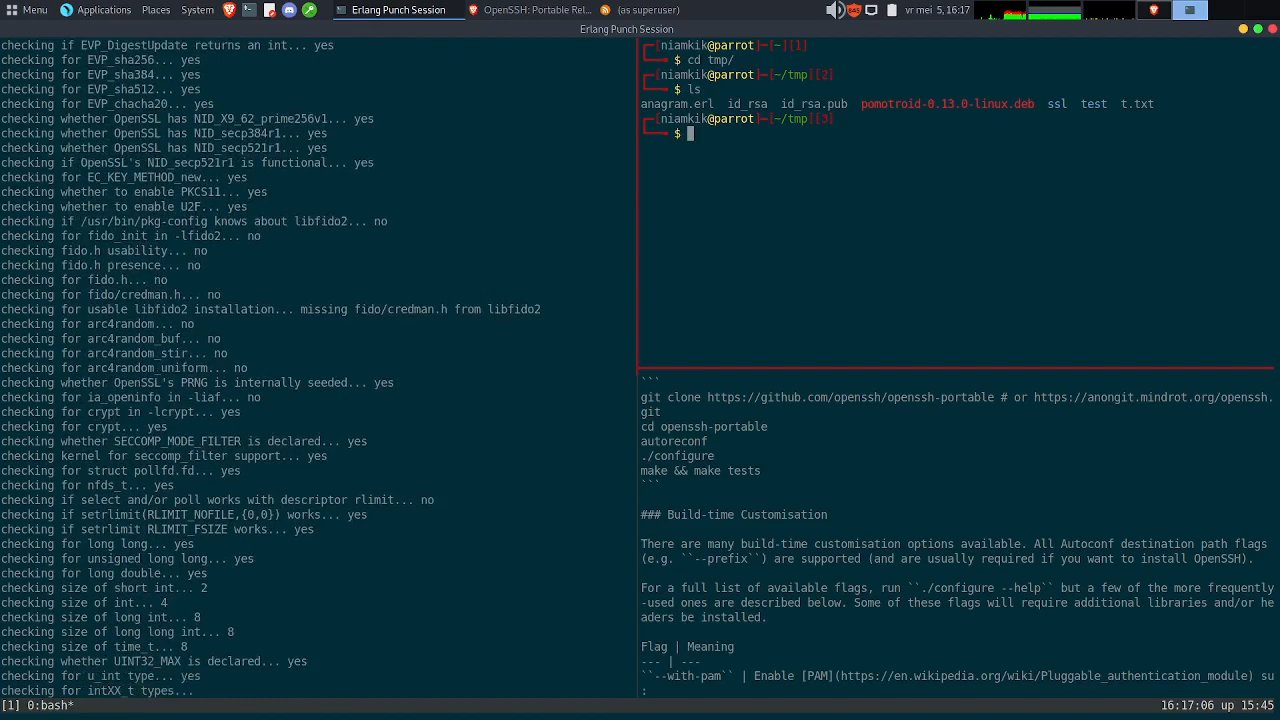 Menu Applications Places System Erlang Punch Session OpenSSH: Portable Rel... (as superuser) vr mei 5, 16:17
Erlang Punch Session
checking if EVP_DigestUpdate returns an int... yes
checking for EVP_sha256... yes
checking for EVP_sha384... yes
checking for EVP_sha512... yes
checking for EVP_chacha20... yes
checking whether OpenSSL has NID_X9_62_prime256v1... yes
checking whether OpenSSL has NID_secp384r1... yes
checking whether OpenSSL has NID_secp521r1... yes
checking if OpenSSL's NID_secp521r1 is functional... yes
checking for EC_KEY_METHOD_new... yes
checking whether to enable PKCS11... yes
checking whether to enable U2F... yes
checking if /usr/bin/pkg-config knows about libfido2... no
checking for fido_init in -lfido2... no
checking fido.h usability... no
checking fido.h presence... no
checking for fido.h... no
checking for fido/credman.h... no
checking for usable libfido2 installation... missing fido/credman.h from libfido2
checking for arc4random... no
checking for arc4random_buf... no
checking for arc4random_stir... no
checking for arc4random_uniform... no
checking whether OpenSSL's PRNG is internally seeded... yes
checking for ia_openinfo in -liaf... no
checking for crypt in -lcrypt... yes
checking for crypt... yes
checking whether SECCOMP_MODE_FILTER is declared... yes
checking kernel for seccomp_filter support... yes
checking for struct pollfd.fd... yes
checking for nfds_t... yes
checking if select and/or poll works with descriptor rlimit... no
checking if setrlimit(RLIMIT_NOFILE,{0,0}) works... yes
checking if setrlimit RLIMIT_FSIZE works... yes
checking for long long... yes
checking for unsigned long long... yes
checking for long double... yes
checking size of short int... 2
checking size of int... 4
checking size of long int... 8
checking size of long long int... 8
checking size of time_t... 8
checking whether UINT32_MAX is declared... yes
checking for u_int type... yes
checking for intXX_t types...
┌─[niamkik@parrot]─[~][1]
└──╼ $ cd tmp/
┌─[niamkik@parrot]─[~/tmp][2]
└──╼ $ ls
anagram.erl id_rsa id_rsa.pub pomotroid-0.13.0-linux.deb ssl test t.txt
┌─[niamkik@parrot]─[~/tmp][3]
└──╼ $
```
git clone https://github.com/openssh/openssh-portable # or https://anongit.mindrot.org/openssh.
git
cd openssh-portable
autoreconf
./configure
make && make tests
```
### Build-time Customisation
There are many build-time customisation options available. All Autoconf destination path flags
(e.g. ``--prefix``) are supported (and are usually required if you want to install OpenSSH).
For a full list of available flags, run ``./configure --help`` but a few of the more frequently
-used ones are described below. Some of these flags will require additional libraries and/or he
aders be installed.
Flag | Meaning
--- | ---
``--with-pam`` | Enable [PAM](https://en.wikipedia.org/wiki/Pluggable_authentication_module) su
:
[1] 0:bash* 16:17:06 up 15:45